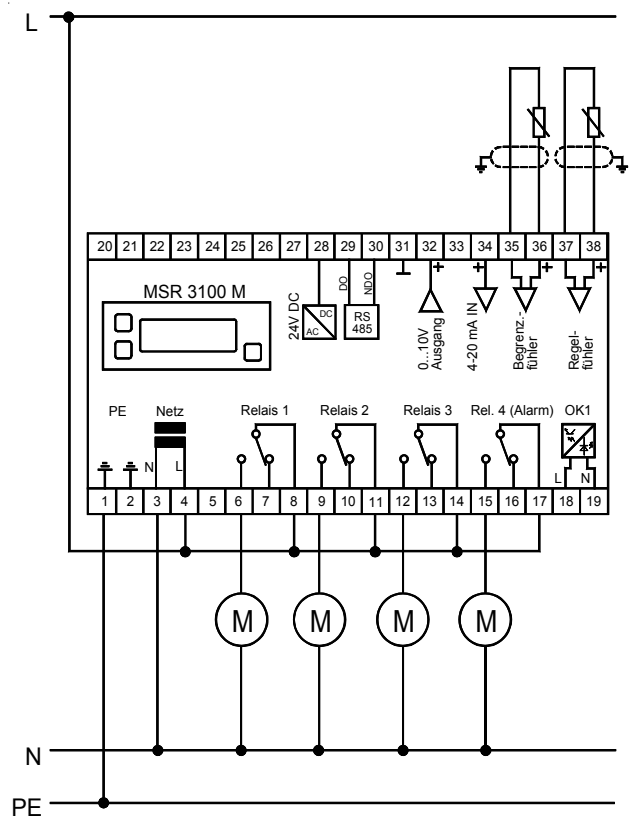 L
20 21 22 23 24 25 26 27 28 29 30 31 32 33 34 35 36 37 38
+ + + +
MSR 3100 M
24V DC
DC
AC
DO
NDO
RS
485
0...10V
Ausgang
4-20 mA IN
Begrenz.-
fühler
Regel-
fühler
PE Netz Relais 1 Relais 2 Relais 3 Rel. 4 (Alarm) OK1
N L L N
1 2 3 4 5 6 7 8 9 10 11 12 13 14 15 16 17 18 19
M M M M
N
PE